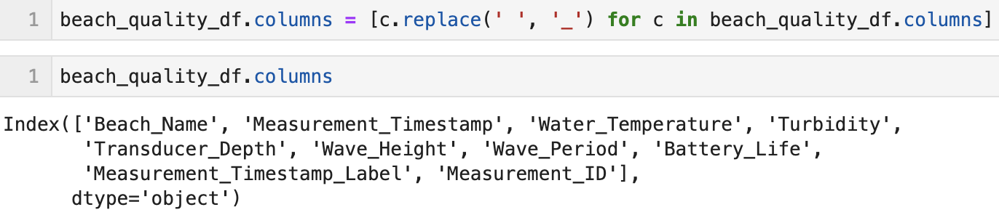 1 beach_quality_df.columns = [c.replace(' ', '_') for c in beach_quality_df.columns]
1 beach_quality_df.columns
Index(['Beach_Name', 'Measurement_Timestamp', 'Water_Temperature', 'Turbidity',
       'Transducer_Depth', 'Wave_Height', 'Wave_Period', 'Battery_Life',
       'Measurement_Timestamp_Label', 'Measurement_ID'],
      dtype='object')